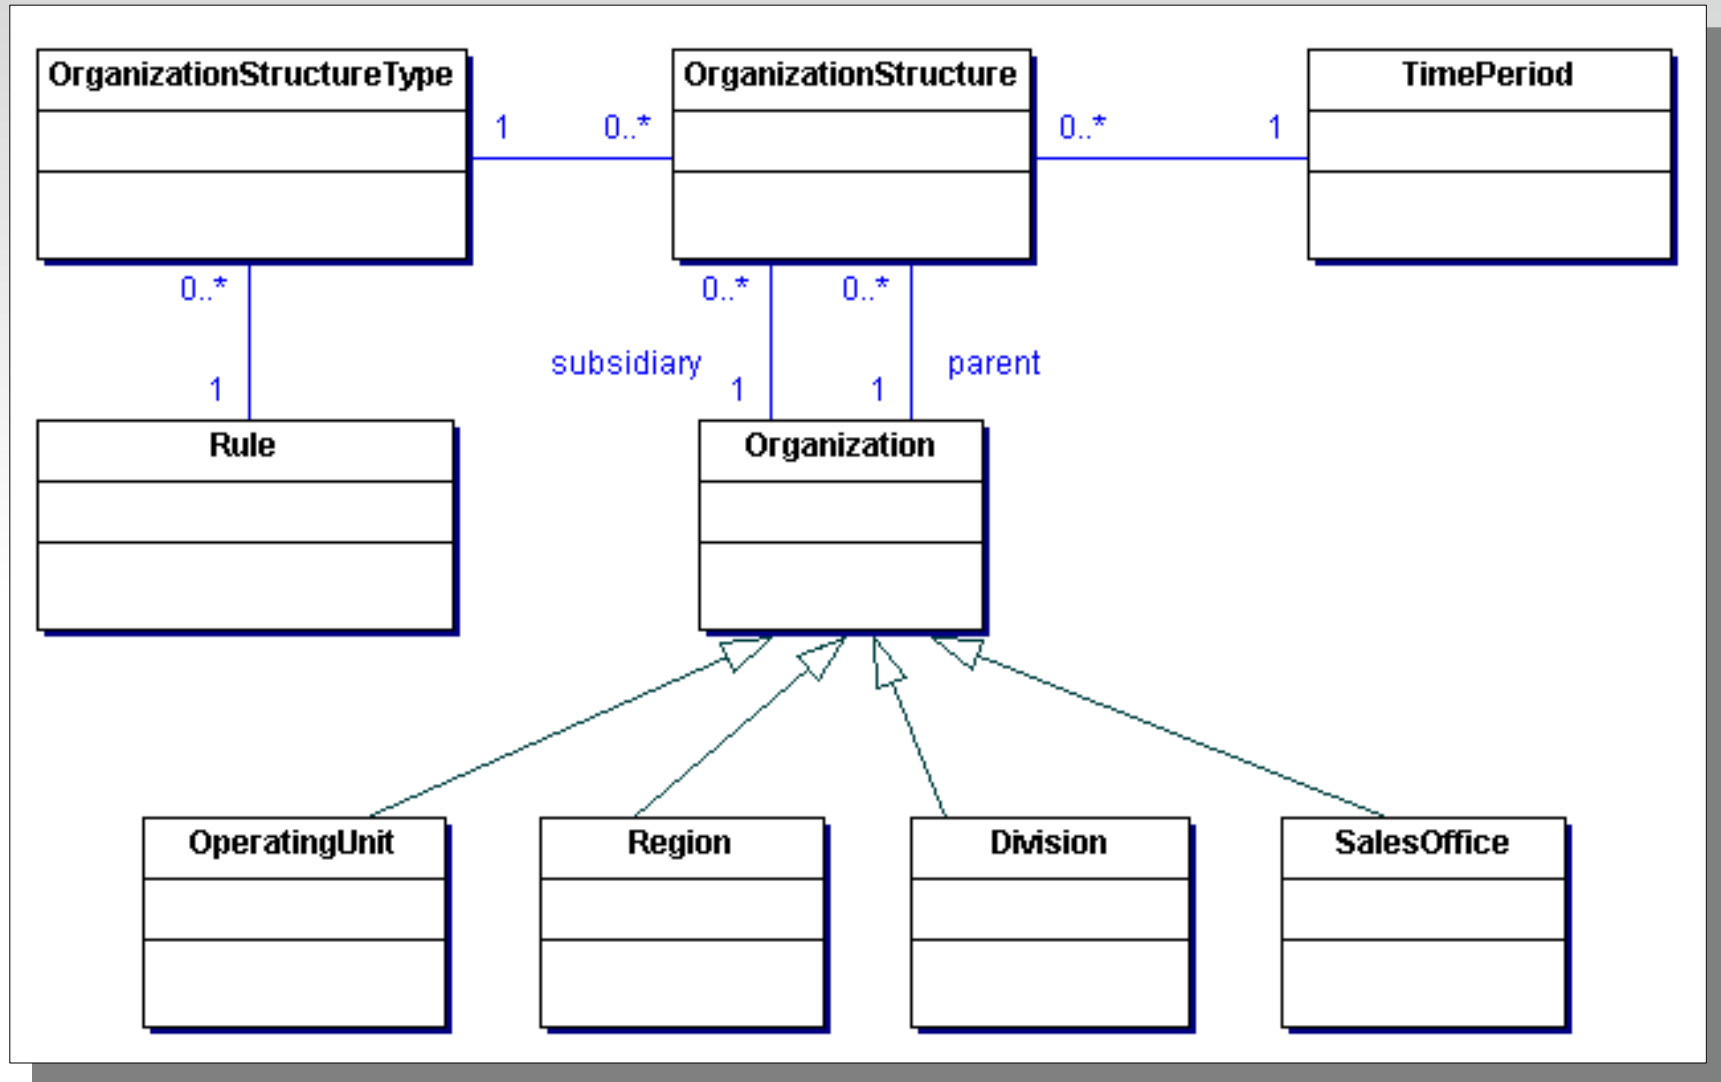 OrganizationStructureType
OrganizationStructure
TimePeriod
1
0..*
0..*
1
0..*
0..*
0..*
subsidiary
parent
1
1
1
Rule
Organization
OperatingUnit
Region
Division
SalesOffice